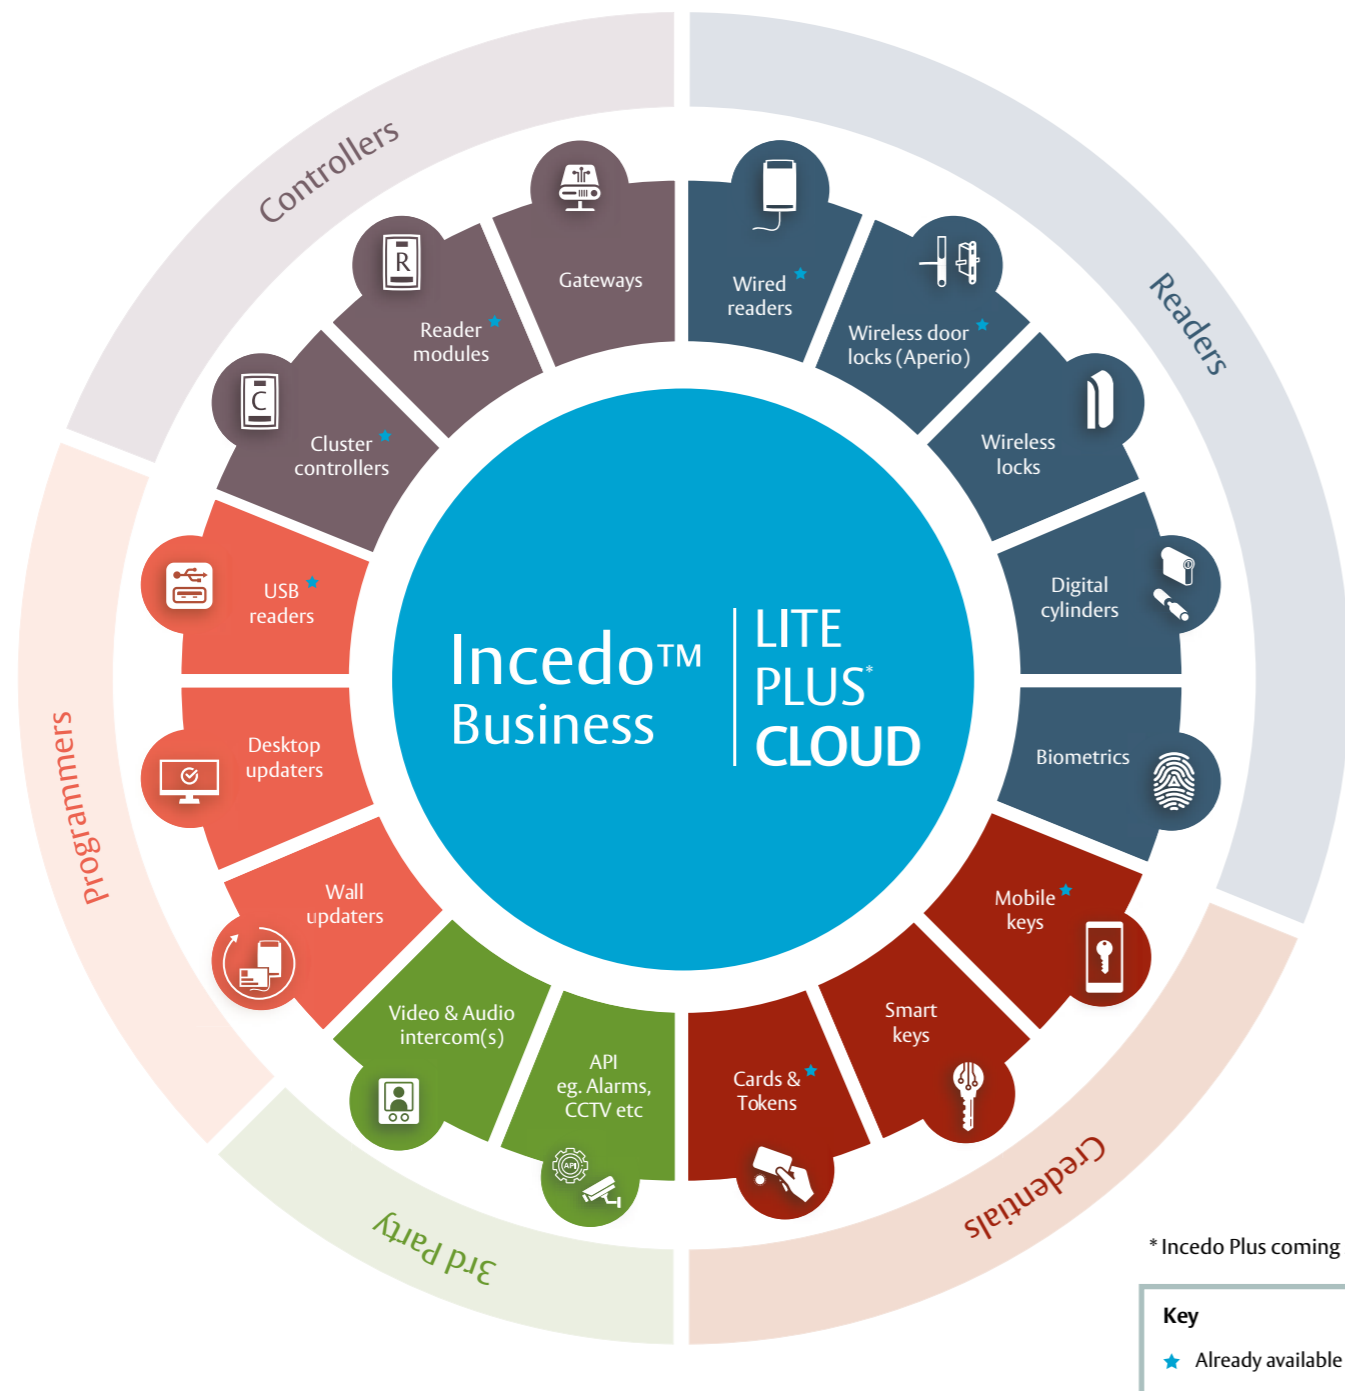 Controllers
Readers
Programmers
3rd Party
Credentials
Gateways
Wired
readers
Reader
modules
R
Wireless door
locks (Aperio)
Cluster
controllers
C
Wireless
locks
USB
readers
Digital
cylinders
Desktop
updaters
Biometrics
Wall
updaters
Mobile
keys
Video & Audio
intercom(s)
Smart
keys
API
eg. Alarms,
CCTV etc
API
Cards &
Tokens
Incedo™
Business
LITE
PLUS*
CLOUD
* Incedo Plus coming
Key
Already available